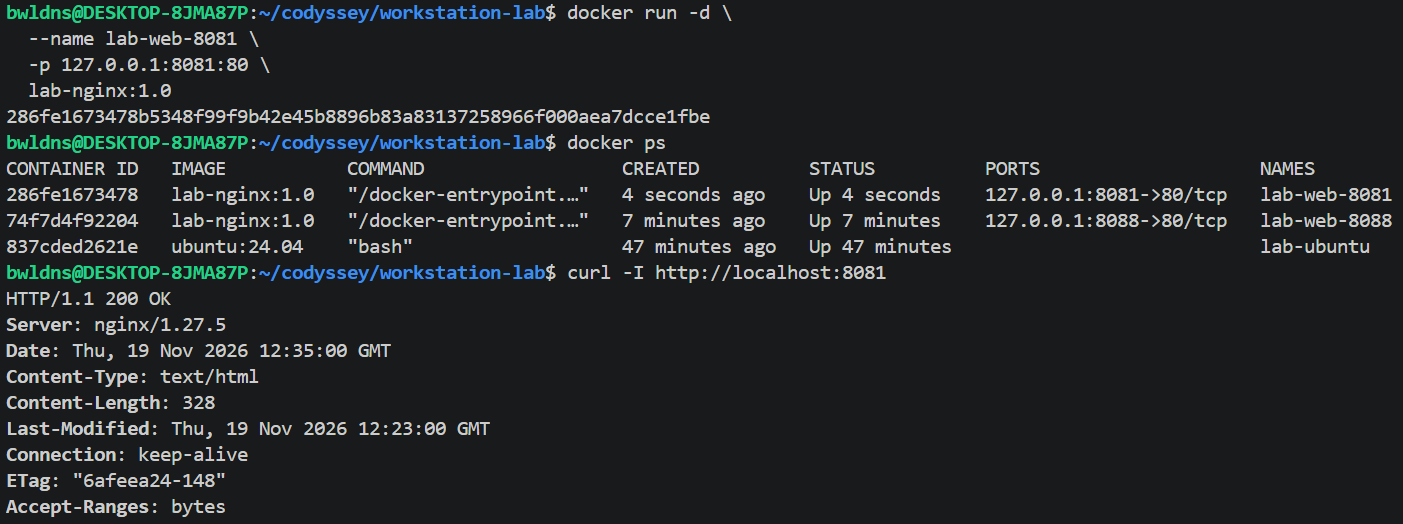 bwldns@DESKTOP-8JMA87P:~/codyssey/workstation-lab$ docker run -d \
  --name lab-web-8081 \
  -p 127.0.0.1:8081:80 \
  lab-nginx:1.0
286fe1673478b5348f99f9b42e45b8896b83a83137258966f000aea7dcce1fbe
bwldns@DESKTOP-8JMA87P:~/codyssey/workstation-lab$ docker ps
CONTAINER ID   IMAGE           COMMAND                  CREATED          STATUS          PORTS                    NAMES
286fe1673478   lab-nginx:1.0   "/docker-entrypoint.…"   4 seconds ago    Up 4 seconds    127.0.0.1:8081->80/tcp   lab-web-8081
74f7d4f92204   lab-nginx:1.0   "/docker-entrypoint.…"   7 minutes ago    Up 7 minutes    127.0.0.1:8088->80/tcp   lab-web-8088
837cded2621e   ubuntu:24.04    "bash"                   47 minutes ago   Up 47 minutes                            lab-ubuntu
bwldns@DESKTOP-8JMA87P:~/codyssey/workstation-lab$ curl -I http://localhost:8081
HTTP/1.1 200 OK
Server: nginx/1.27.5
Date: Thu, 19 Nov 2026 12:35:00 GMT
Content-Type: text/html
Content-Length: 328
Last-Modified: Thu, 19 Nov 2026 12:23:00 GMT
Connection: keep-alive
ETag: "6afeea24-148"
Accept-Ranges: bytes